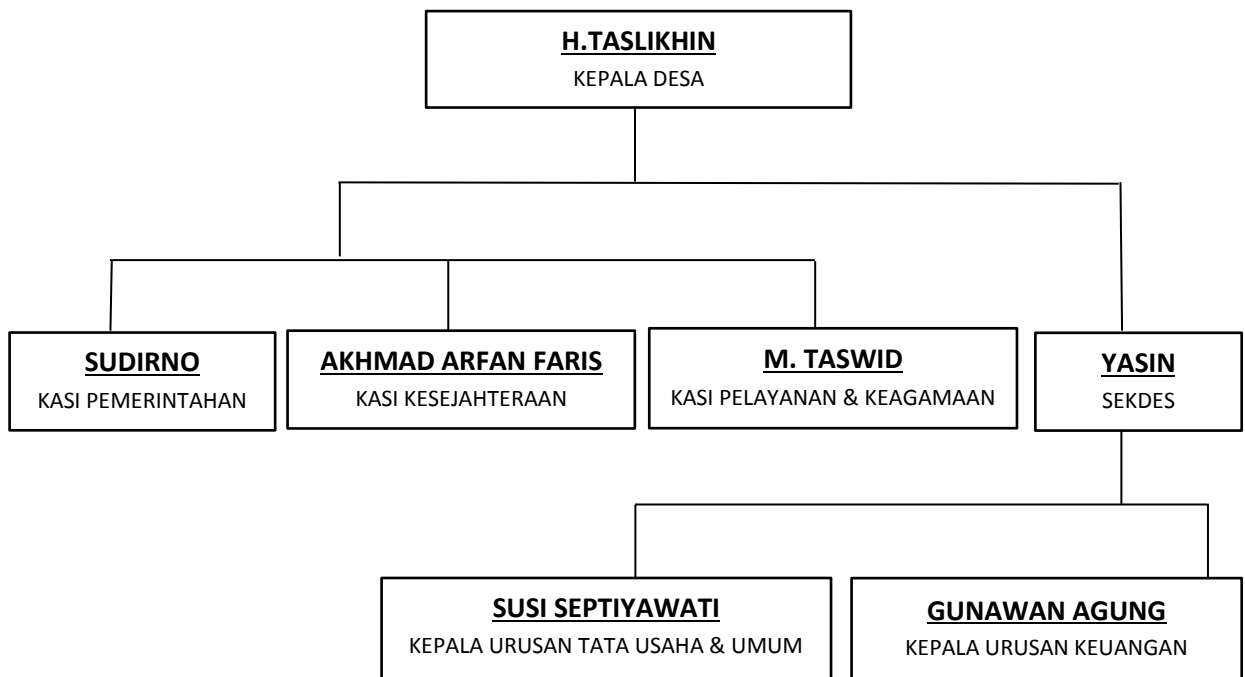 H.TASLIKHIN
KEPALA DESA
SUDIRNO
KASI PEMERINTAHAN
AKHMAD ARFAN FARIS
KASI KESEJAHTERAAN
M. TASWID
KASI PELAYANAN & KEAGAMAAN
YASIN
SEKDES
SUSI SEPTIYAWATI
KEPALA URUSAN TATA USAHA & UMUM
GUNAWAN AGUNG
KEPALA URUSAN KEUANGAN